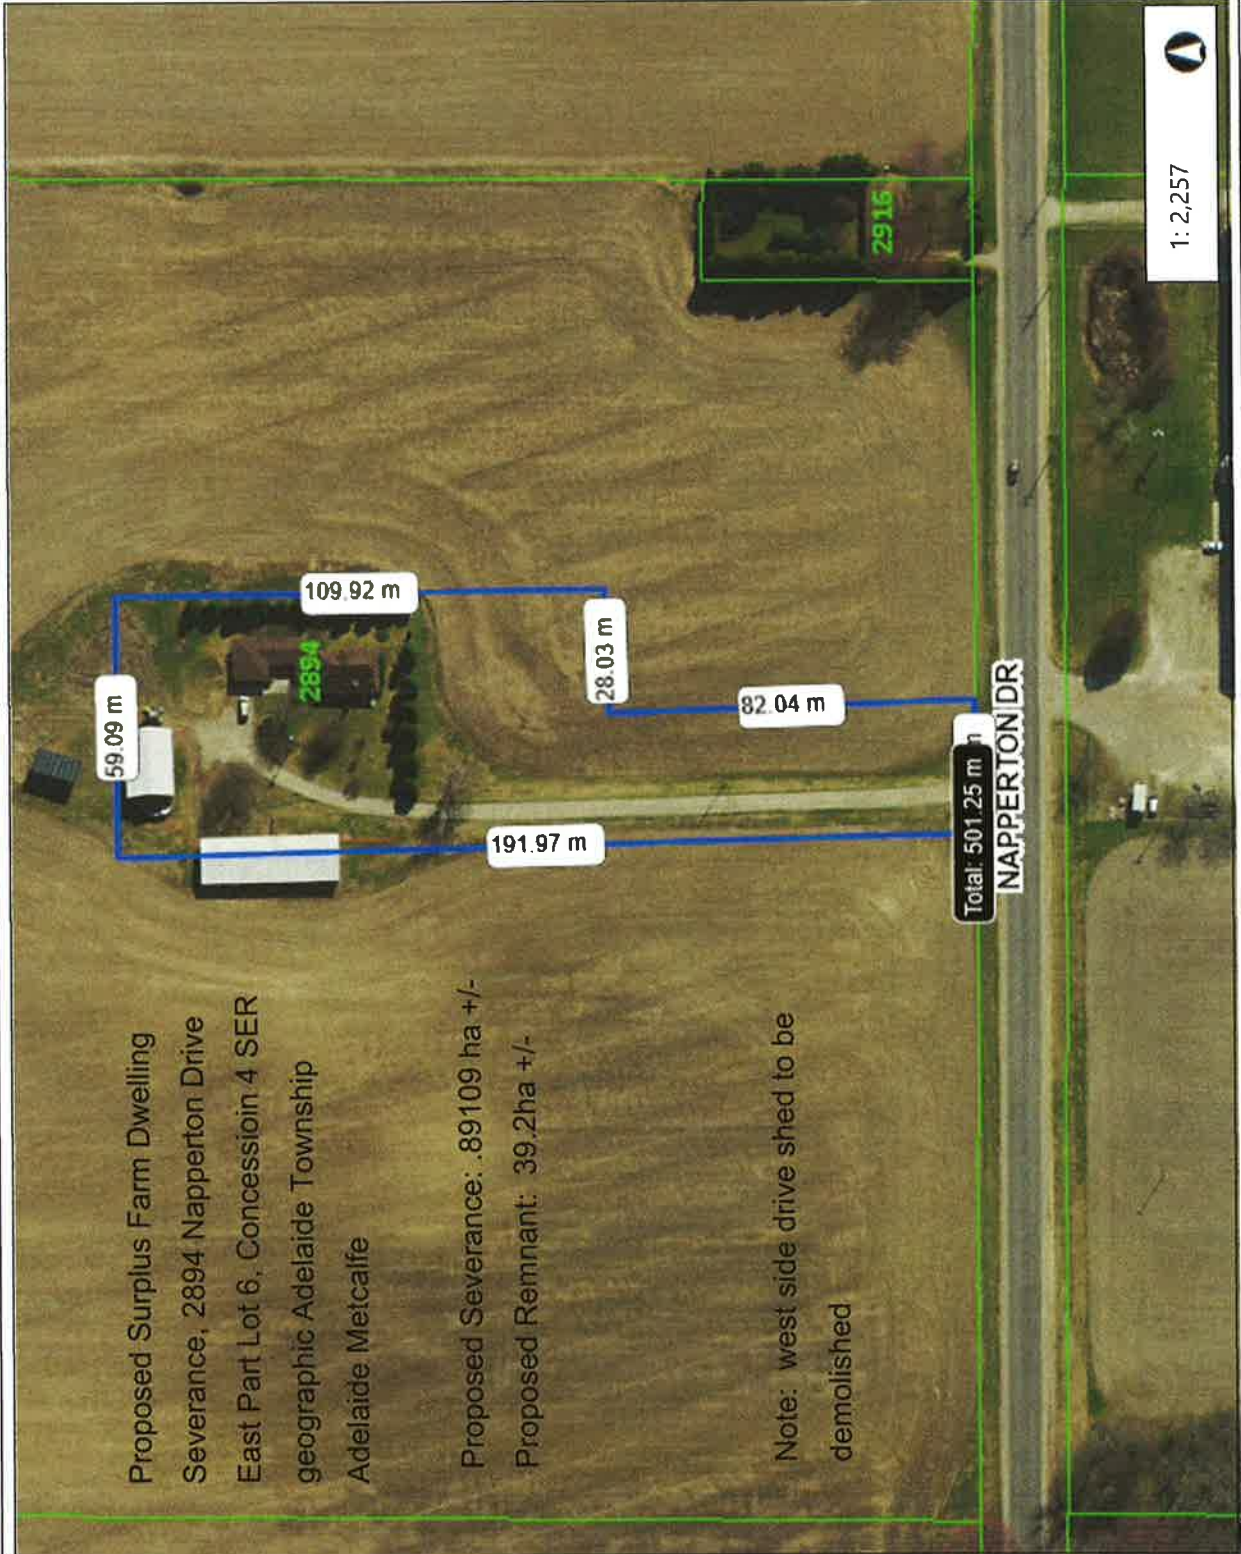 Proposed Surplus Farm Dwelling
Severance, 2894 Napperton Drive
East Part Lot 6, Concessioin 4 SER
geographic Adelaide Township
Adelaide Metcalfe
Proposed Severance: .89109 ha +/-
Proposed Remnant: 39.2ha +/-
Note: west side drive shed to be
demolished
59.09 m
109.92 m
2894
28.03 m
82.04 m
191.97 m
m
Total: 501.25 m
NAPPERTON DR
2916
1: 2,257